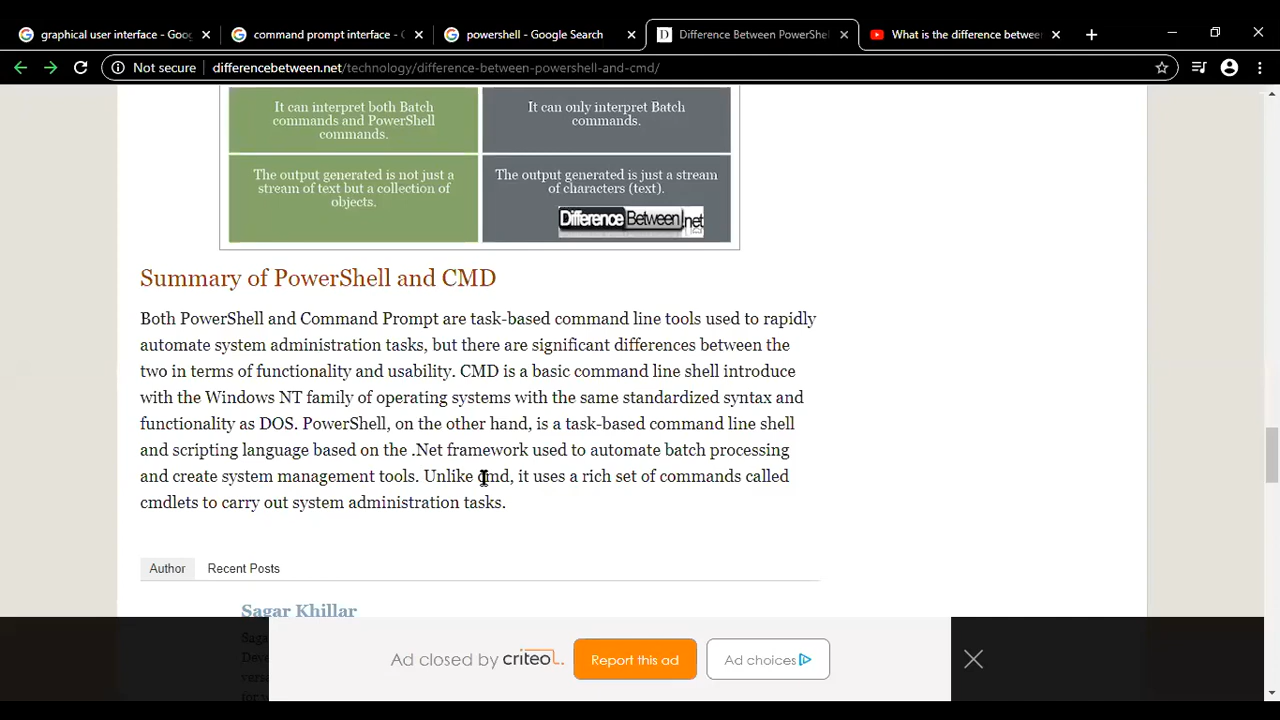 graphical user interface - Goog
command prompt interface - G
powershell - Google Search
Difference Between PowerShel
What is the difference betwee
Not secure
differencebetween.net/technology/difference-between-powershell-and-cmd/
It can interpret both Batch
commands and PowerShell
commands.
It can only interpret Batch
commands.
The output generated is not just a
stream of text but a collection of
objects.
The output generated is just a stream
of characters (text).
DifferenceBetween.net
Summary of PowerShell and CMD
Both PowerShell and Command Prompt are task-based command line tools used to rapidly
automate system administration tasks, but there are significant differences between the
two in terms of functionality and usability. CMD is a basic command line shell introduce
with the Windows NT family of operating systems with the same standardized syntax and
functionality as DOS. PowerShell, on the other hand, is a task-based command line shell
and scripting language based on the .Net framework used to automate batch processing
and create system management tools. Unlike cmd, it uses a rich set of commands called
cmdlets to carry out system administration tasks.
Author
Recent Posts
Sagar Khillar
Ad closed by criteo.
Report this ad
Ad choices